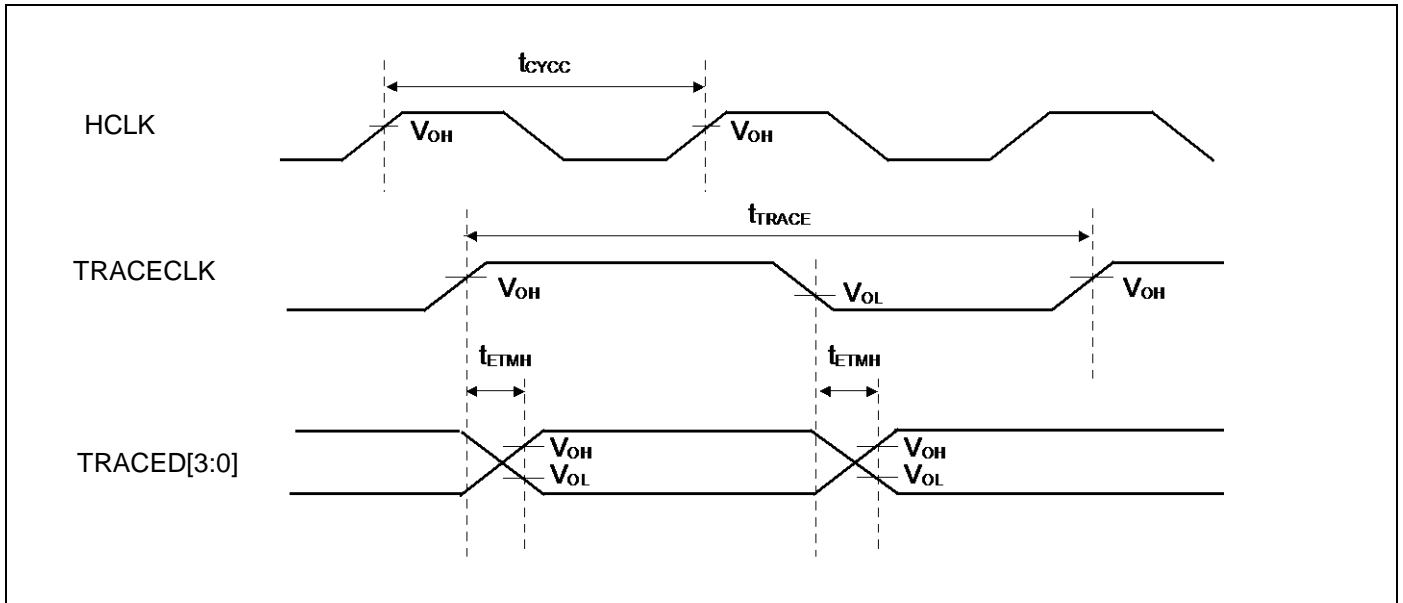 tCYCC
HCLK
VOH
VOH
tTRACE
TRACECLK
VOH
VOL
VOH
tETMH
tETMH
TRACED[3:0]
VOH
VOH
VOL
VOL